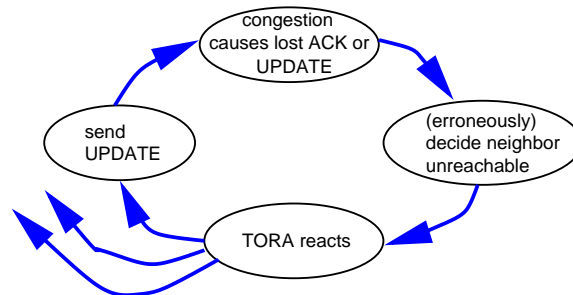 congestion
causes lost ACK or
UPDATE
(erroneously)
decide neighbor
unreachable
send
UPDATE
TORA reacts